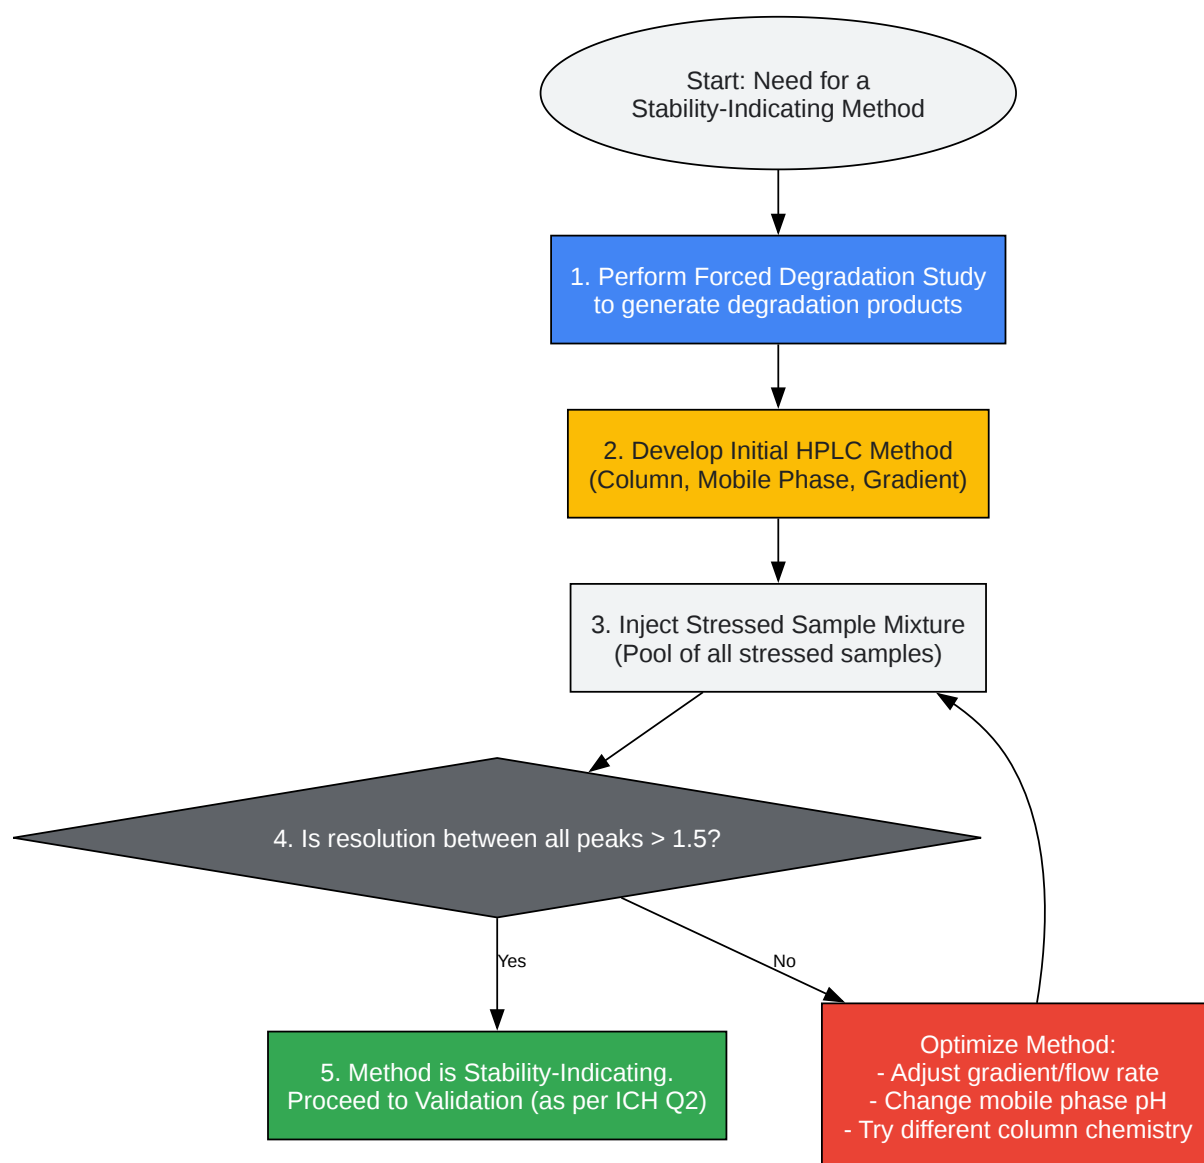 Start: Need for a
Stability-Indicating Method
1. Perform Forced Degradation Study
to generate degradation products
2. Develop Initial HPLC Method
(Column, Mobile Phase, Gradient)
3. Inject Stressed Sample Mixture
(Pool of all stressed samples)
4. Is resolution between all peaks > 1.5?
Yes
No
5. Method is Stability-Indicating.
Proceed to Validation (as per ICH Q2)
Optimize Method:
- Adjust gradient/flow rate
- Change mobile phase pH
- Try different column chemistry